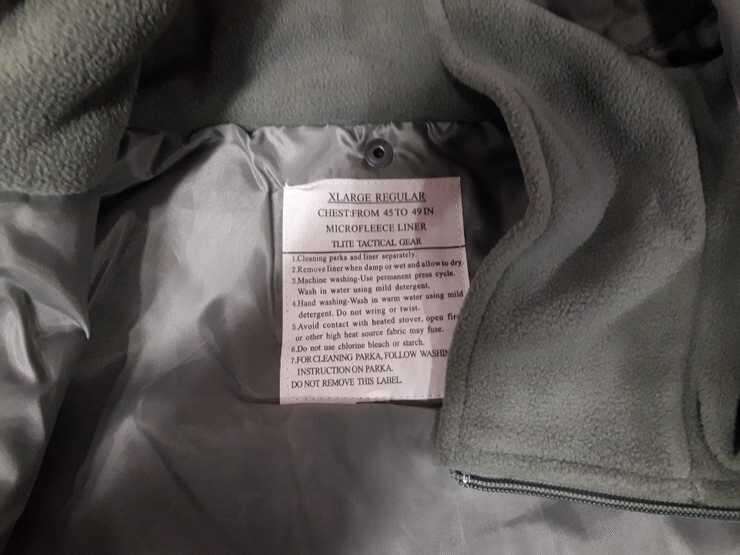 XLARGE REGULAR
CHEST:FROM 45 TO 49 IN
MICROFLEECE LINER
TLITE TACTICAL GEAR
1.Cleaning parka and liner separately.
2.Remove liner when damp or wet and allow to dry.
3.Machine washing-Use permanent press cycle.
Wash in water using mild detergent.
4.Hand washing-Wash in warm water using mild
detergent. Do not wring or twist.
5.Avoid contact with heated stover, open fire
or other high heat source fabric may fuse.
6.Do not use chlorine bleach or starch.
7.FOR CLEANING PARKA, FOLLOW WASHIN
INSTRUCTION ON PARKA.
DO NOT REMOVE THIS LABEL